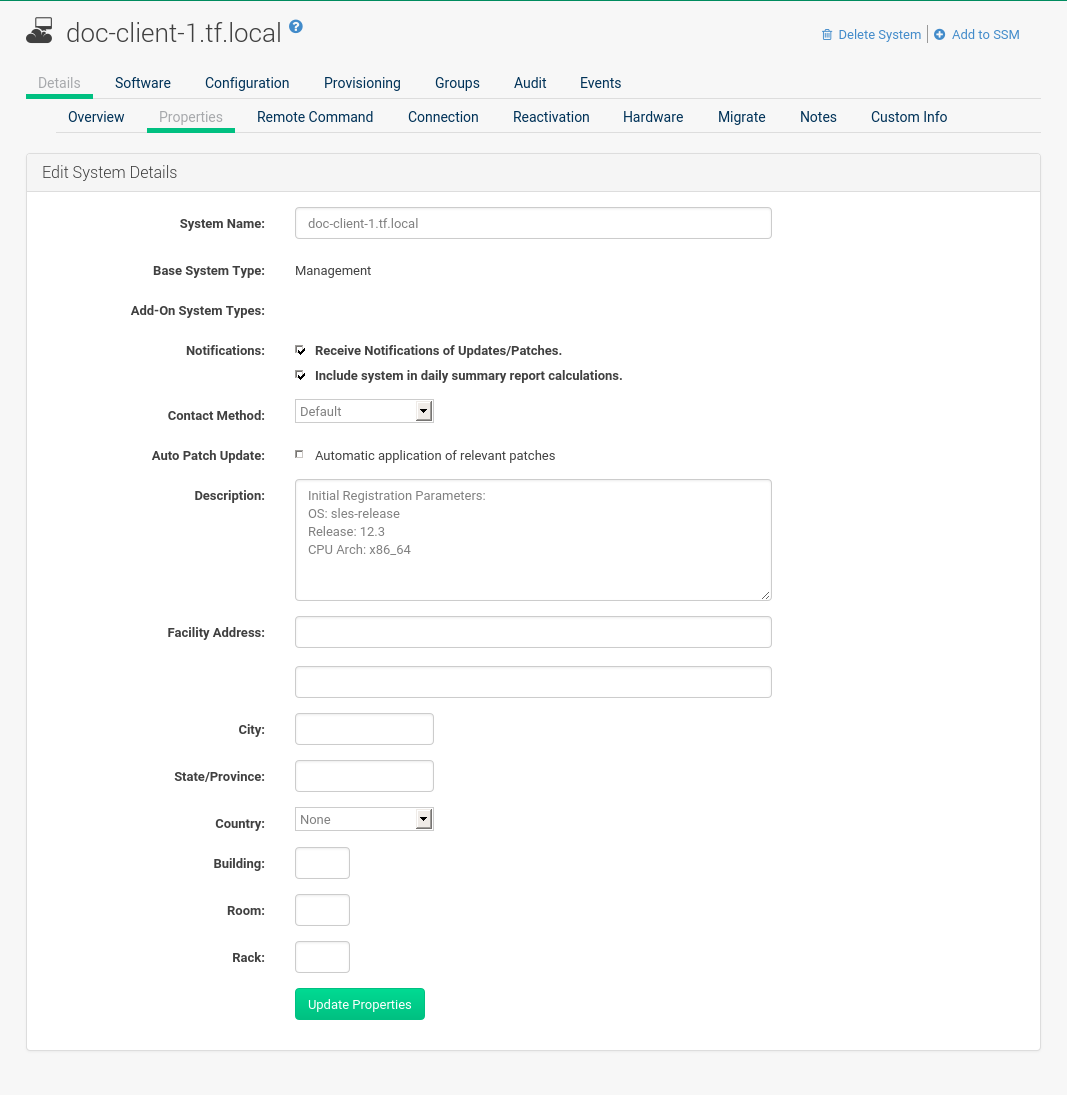 doc-client-1.tf.local ?
Delete System | Add to SSM
Details Software Configuration Provisioning Groups Audit Events
Overview Properties Remote Command Connection Reactivation Hardware Migrate Notes Custom Info
Edit System Details
System Name: doc-client-1.tf.local
Base System Type: Management
Add-On System Types:
Notifications: Receive Notifications of Updates/Patches.
Include system in daily summary report calculations.
Contact Method: Default
Auto Patch Update: Automatic application of relevant patches
Description: Initial Registration Parameters:
OS: sles-release
Release: 12.3
CPU Arch: x86_64
Facility Address:
City:
State/Province:
Country: None
Building:
Room:
Rack:
Update Properties